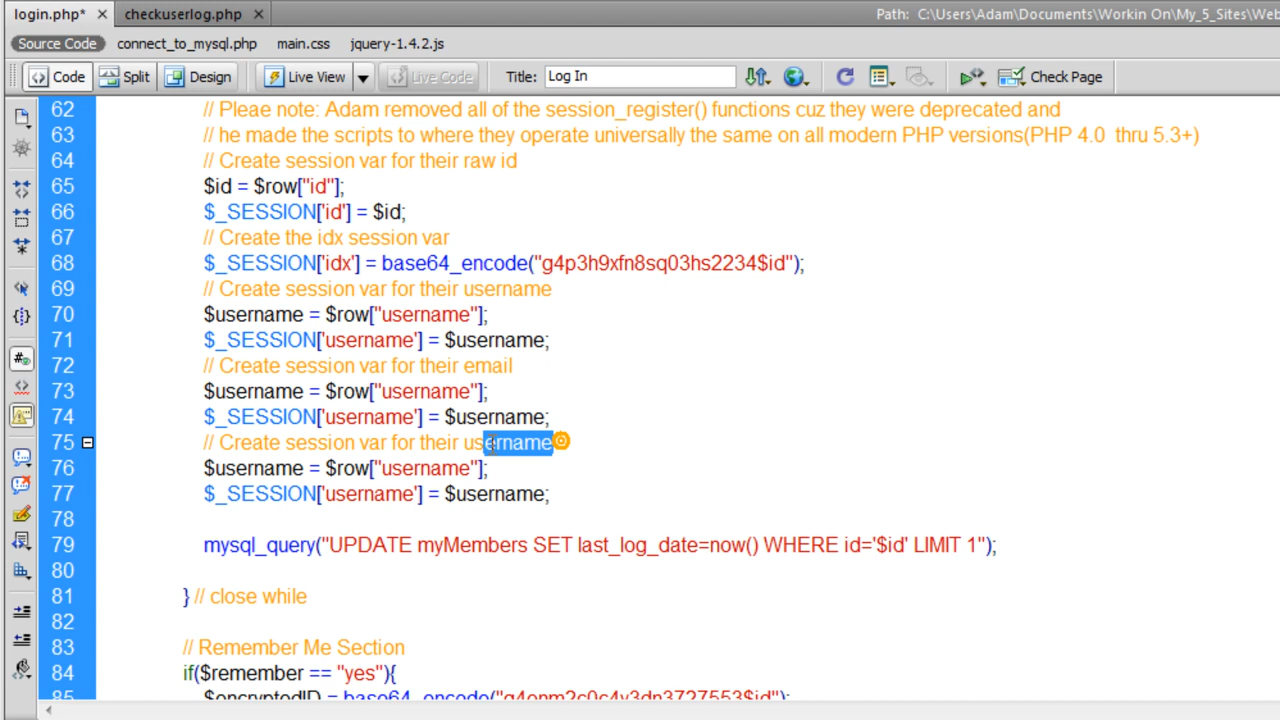 login.php* checkuserlog.php Path: C:\Users\Adam\Documents\Workin On\My_5_Sites\Web
Source Code connect_to_mysql.php main.css jquery-1.4.2.js
Code Split Design Live View Live Code Title: Log In Check Page
62 // Pleae note: Adam removed all of the session_register() functions cuz they were deprecated and
63 // he made the scripts to where they operate universally the same on all modern PHP versions(PHP 4.0 thru 5.3+)
64 // Create session var for their raw id
65 $id = $row["id"];
66 $_SESSION['id'] = $id;
67 // Create the idx session var
68 $_SESSION['idx'] = base64_encode("g4p3h9xfn8sq03hs2234$id");
69 // Create session var for their username
70 $username = $row["username"];
71 $_SESSION['username'] = $username;
72 // Create session var for their email
73 $username = $row["username"];
74 $_SESSION['username'] = $username;
75 // Create session var for their username
76 $username = $row["username"];
77 $_SESSION['username'] = $username;
78
79 mysql_query("UPDATE myMembers SET last_log_date=now() WHERE id='$id' LIMIT 1");
80
81 } // close while
82
83 // Remember Me Section
84 if($remember == "yes"){
85 $encryptedID = base64_encode("g4enm2c0c4y3dn3727553$id");